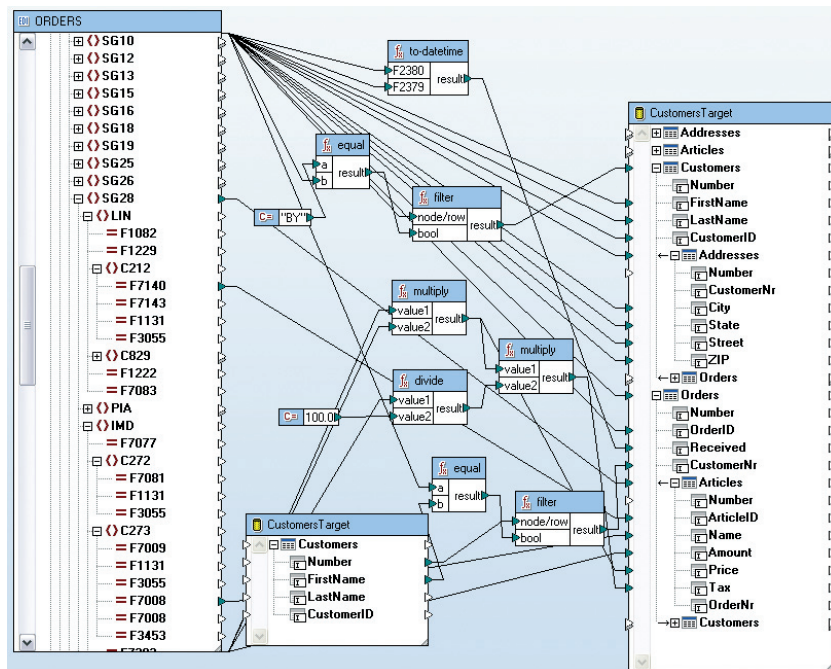 ORDERS
SG10
SG12
SG13
SG15
SG16
SG18
SG19
SG25
SG26
SG28
LIN
F1082
F1229
C212
F7140
F7143
F1131
F3055
C829
F1222
F7083
PIA
IMD
F7077
C272
F7081
F1131
F3055
C273
F7009
F1131
F3055
F7008
F7008
F3453
to-datetime
F2380
F2379
result
equal
a
b
result
C= "BY"
filter
node/row
bool
result
multiply
value1
value2
result
multiply
value1
value2
result
divide
value1
value2
result
C= 100.0
equal
a
b
result
filter
node/row
bool
result
CustomersTarget
Customers
Number
FirstName
LastName
CustomerID
CustomersTarget
Addresses
Articles
Customers
Number
FirstName
LastName
CustomerID
Addresses
Number
CustomerNr
City
State
Street
ZIP
Orders
Orders
Number
OrderID
Received
CustomerNr
Articles
Number
ArticleID
Name
Amount
Price
Tax
OrderNr
Customers